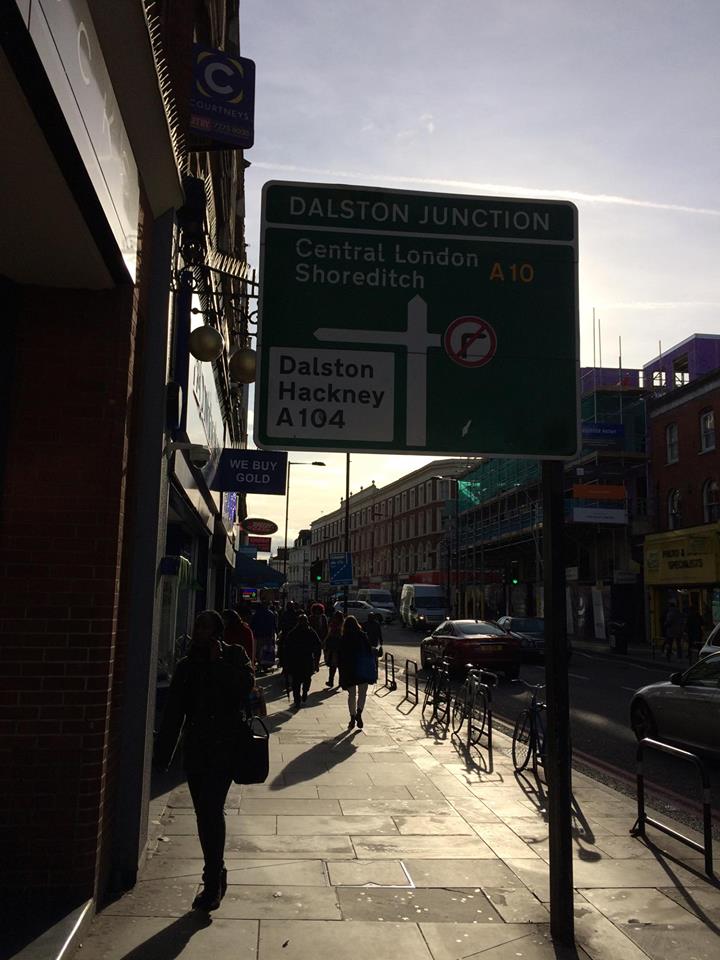 C
COURTNEYS
DALSTON JUNCTION
Central London
Shoreditch
A10
Dalston
Hackney
A104
WE BUY
GOLD